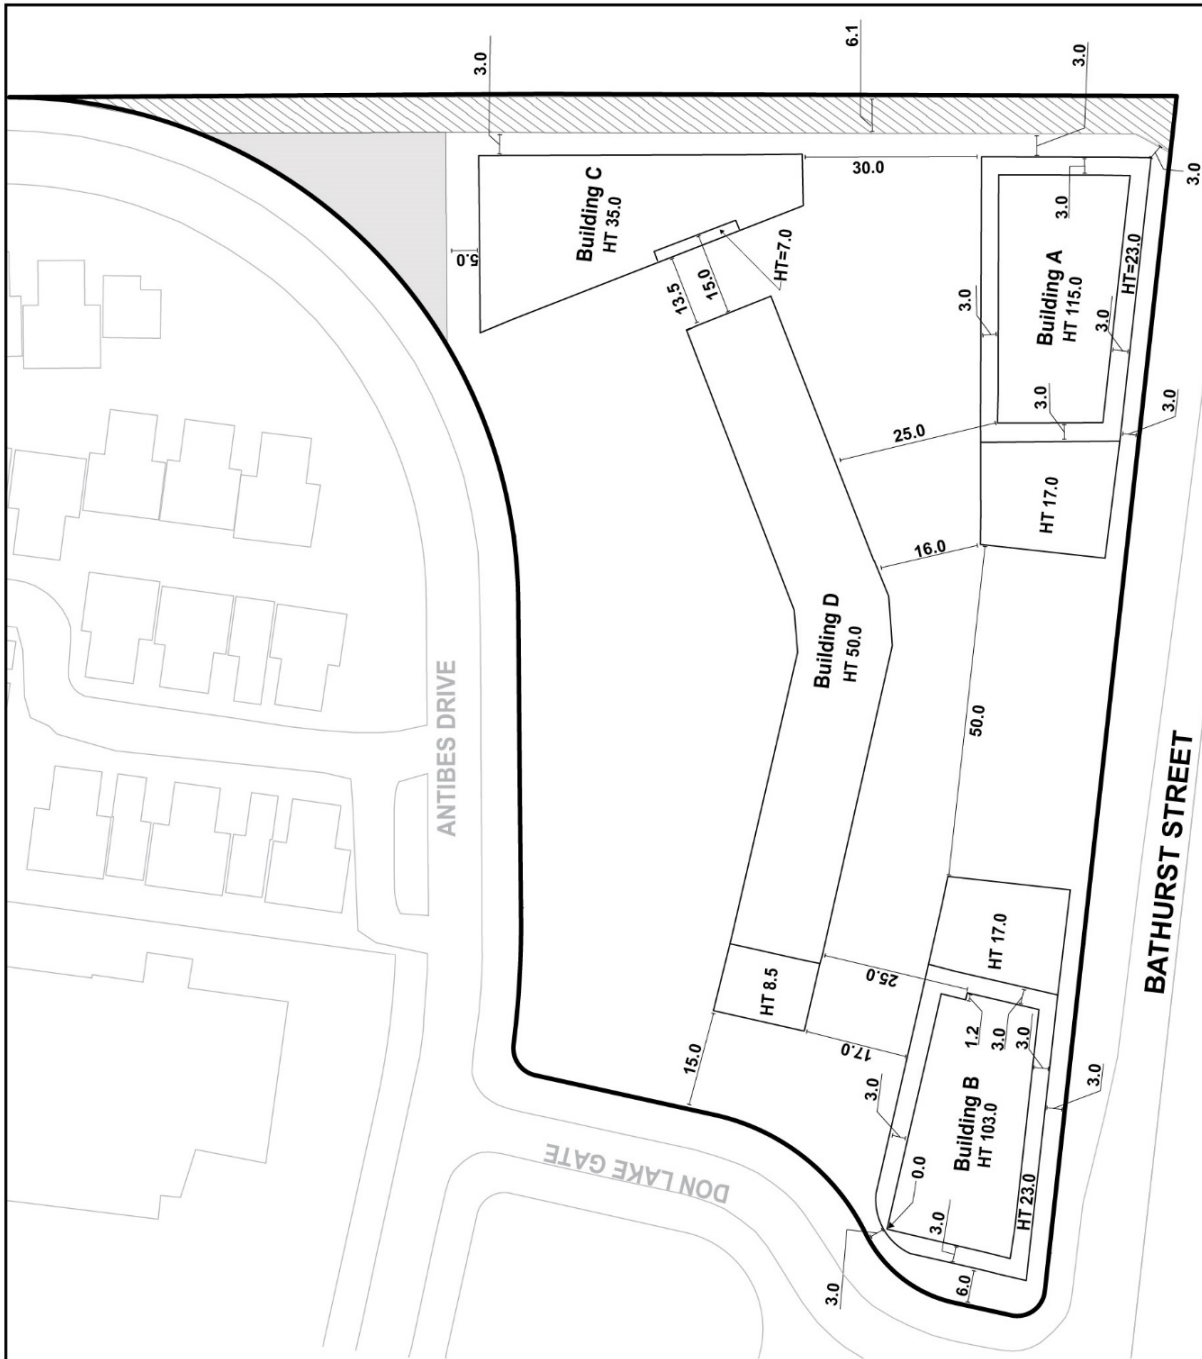 3.0
6.1
3.0
3.0
30.0
3.0
Building C
HT 35.0
5.0
HT=7.0
13.5
15.0
3.0
Building A
HT 115.0
HT=23.0
3.0
3.0
3.0
3.0
25.0
HT 17.0
16.0
Building D
HT 50.0
50.0
ANTIBES DRIVE
BATHURST STREET
HT 17.0
HT 8.5
25.0
15.0
17.0
1.2
3.0
3.0
3.0
3.0
Building B
HT 103.0
HT 23.0
0.0
3.0
6.0
3.0
DON LAKE GATE